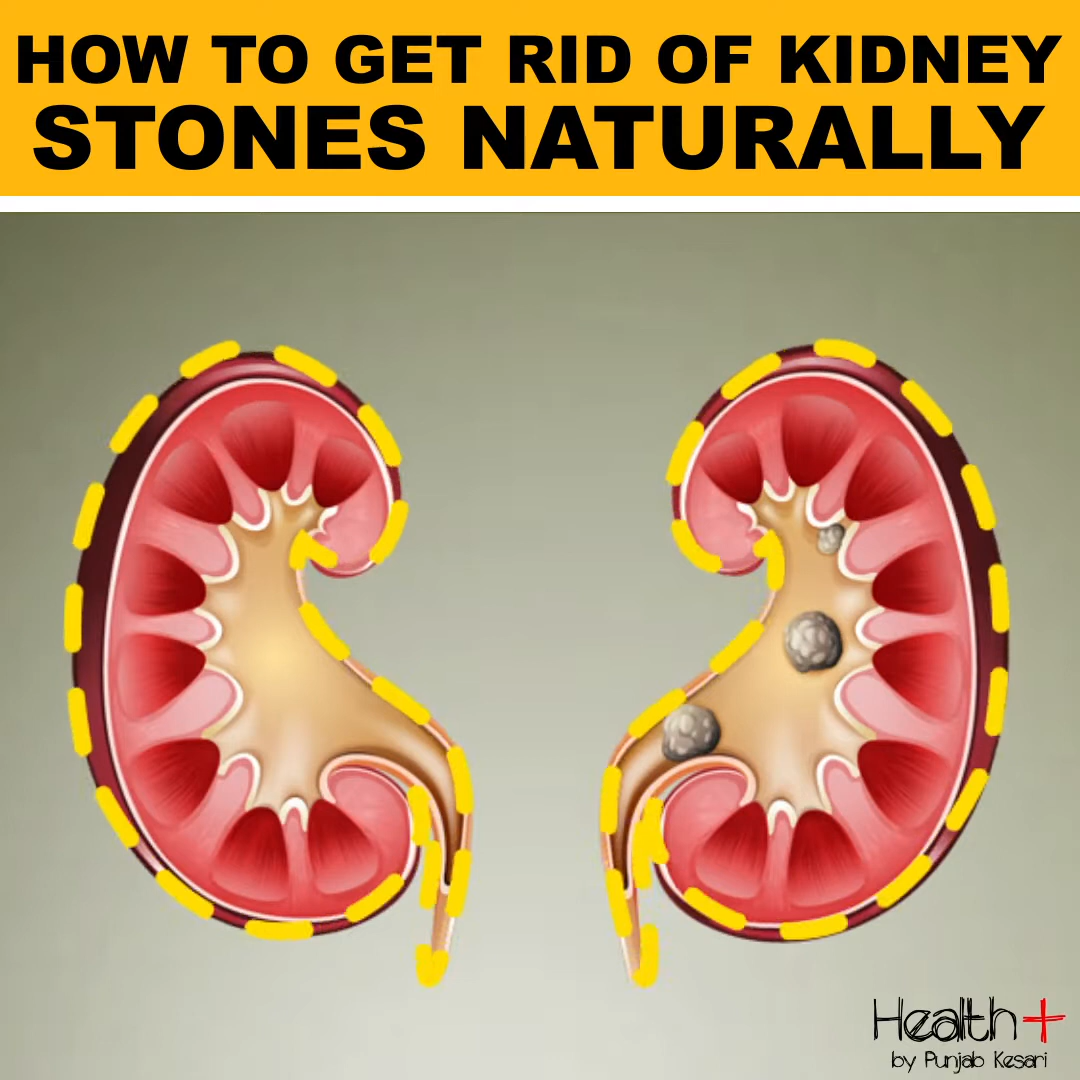 HOW TO GET RID OF KIDNEY
STONES NATURALLY
Health+
by Punjab Kesari